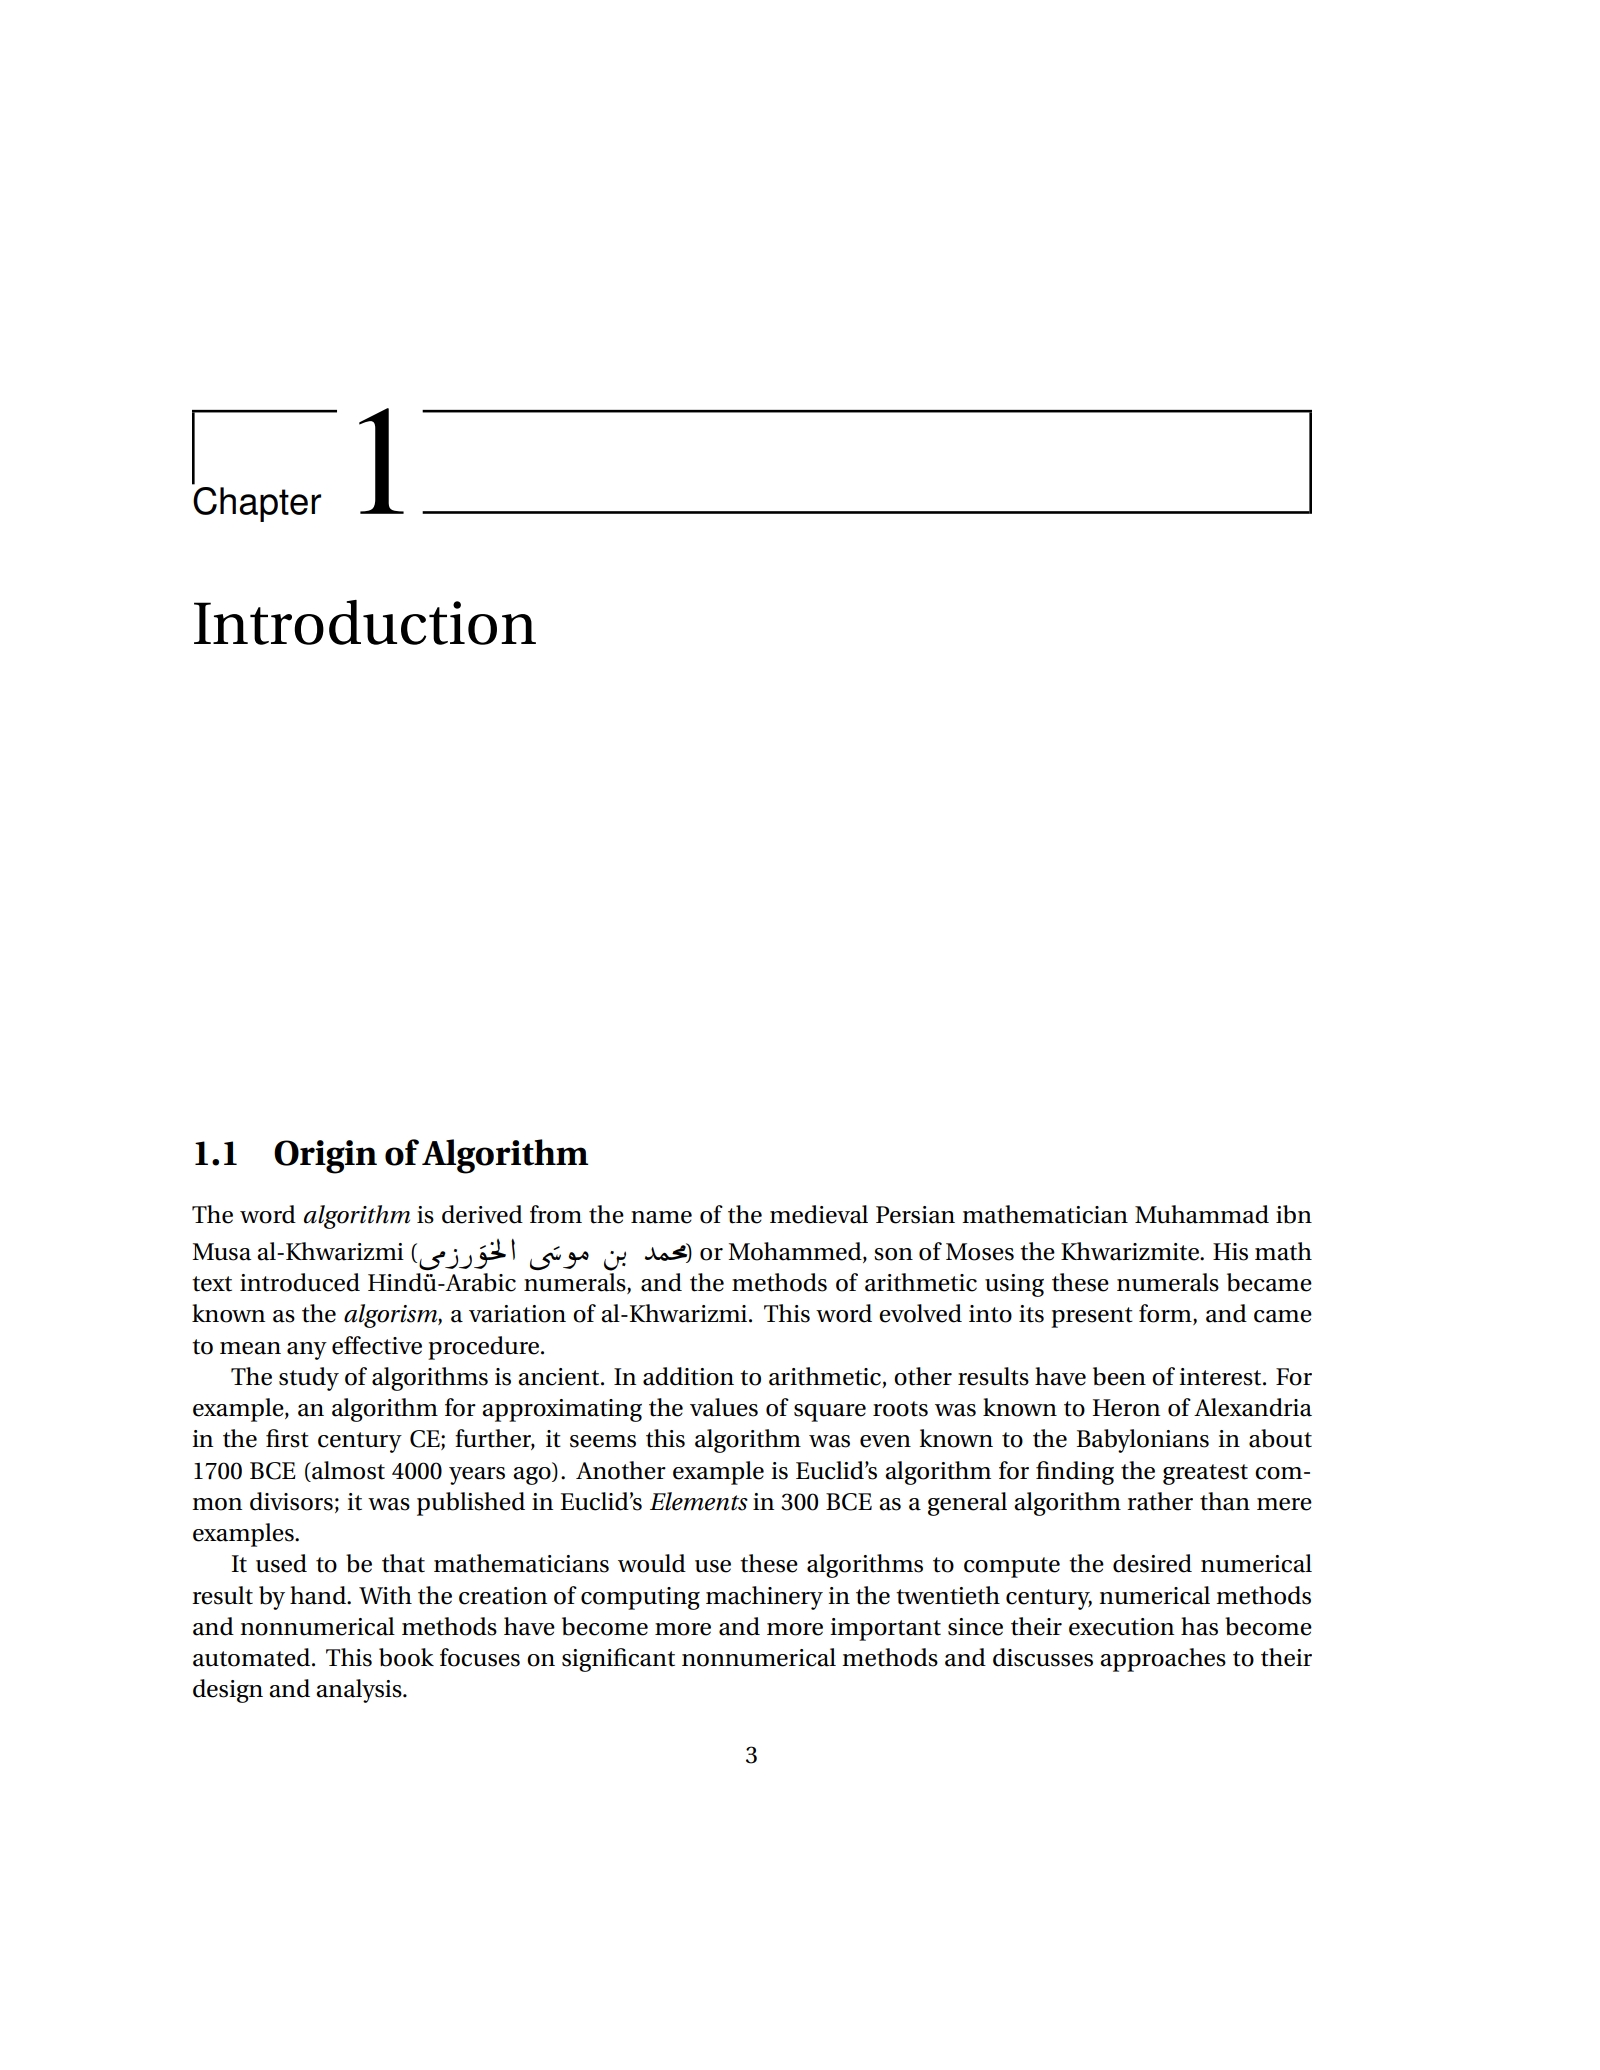 Chapter 1
Introduction
1.1 Origin of Algorithm
The word algorithm is derived from the name of the medieval Persian mathematician Muhammad ibn
Musa al-Khwarizmi (محمد بن موسَى الخوَرزمي) or Mohammed, son of Moses the Khwarizmite. His math
text introduced Hindu-Arabic numerals, and the methods of arithmetic using these numerals became
known as the algorism, a variation of al-Khwarizmi. This word evolved into its present form, and came
to mean any effective procedure.
The study of algorithms is ancient. In addition to arithmetic, other results have been of interest. For
example, an algorithm for approximating the values of square roots was known to Heron of Alexandria
in the first century CE; further, it seems this algorithm was even known to the Babylonians in about
1700 BCE (almost 4000 years ago). Another example is Euclid’s algorithm for finding the greatest com-
mon divisors; it was published in Euclid’s Elements in 300 BCE as a general algorithm rather than mere
examples.
It used to be that mathematicians would use these algorithms to compute the desired numerical
result by hand. With the creation of computing machinery in the twentieth century, numerical methods
and nonnumerical methods have become more and more important since their execution has become
automated. This book focuses on significant nonnumerical methods and discusses approaches to their
design and analysis.
3